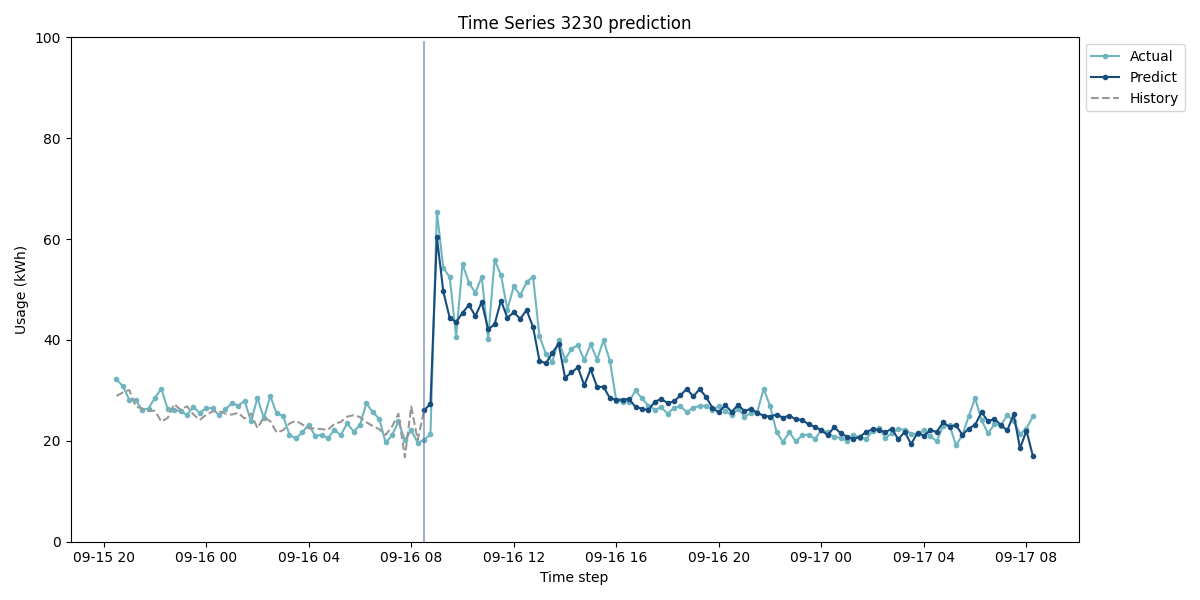 Time Series 3230 prediction
Usage (kWh)
100
80
60
40
20
0
09-15 20
09-16 00
09-16 04
09-16 08
09-16 12
09-16 16
09-16 20
09-17 00
09-17 04
09-17 08
Time step
Actual
Predict
History